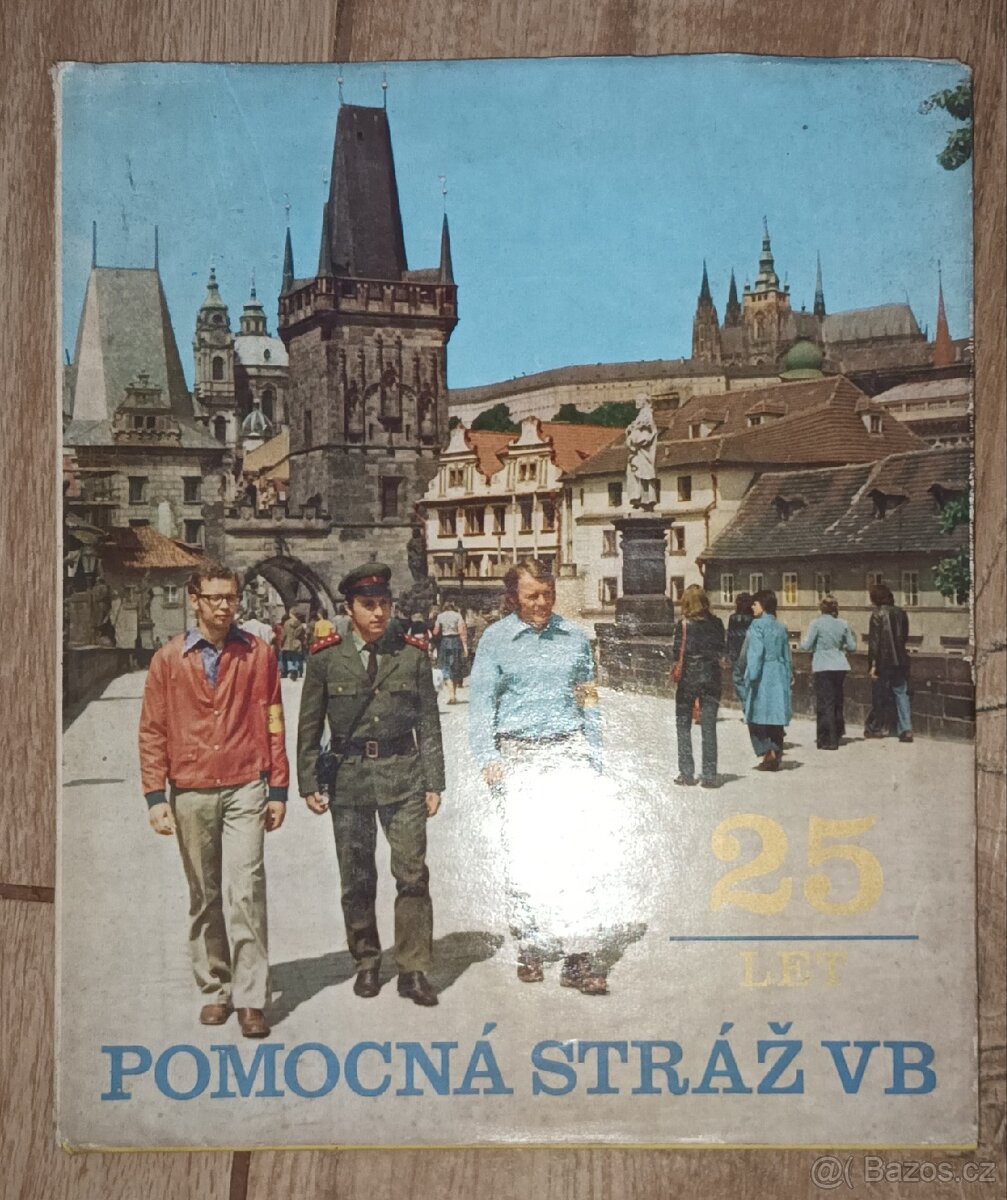 25
LET
POMOCNÁ STRÁŽ VB
@( Bazos.cz